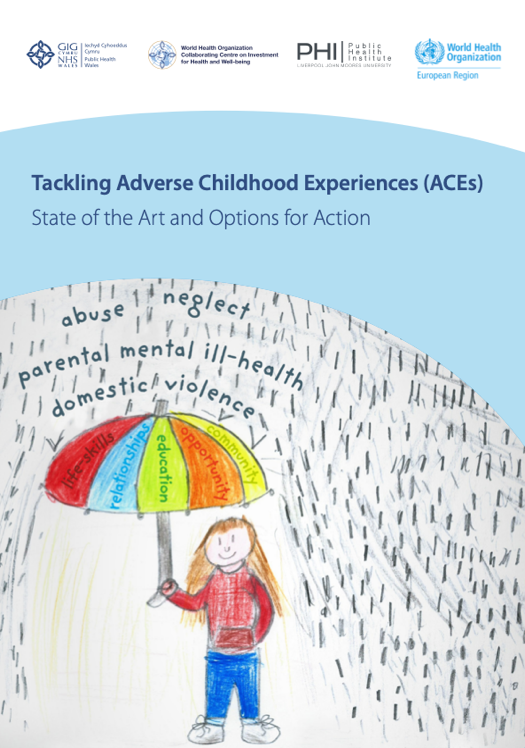 GIG
CYMRU
NHS
WALES
Iechyd Cyhoeddus
Cymru
Public Health
Wales
World Health Organization
Collaborating Centre on Investment
for Health and Well-being
PHI
Public
Health
Institute
LIVERPOOL JOHN MOORES UNIVERSITY
World Health
Organization
European Region
Tackling Adverse Childhood Experiences (ACEs)
State of the Art and Options for Action
abuse neglect
parental mental ill-health
domestic violence
life-skills
relationships
education
opportunity
community